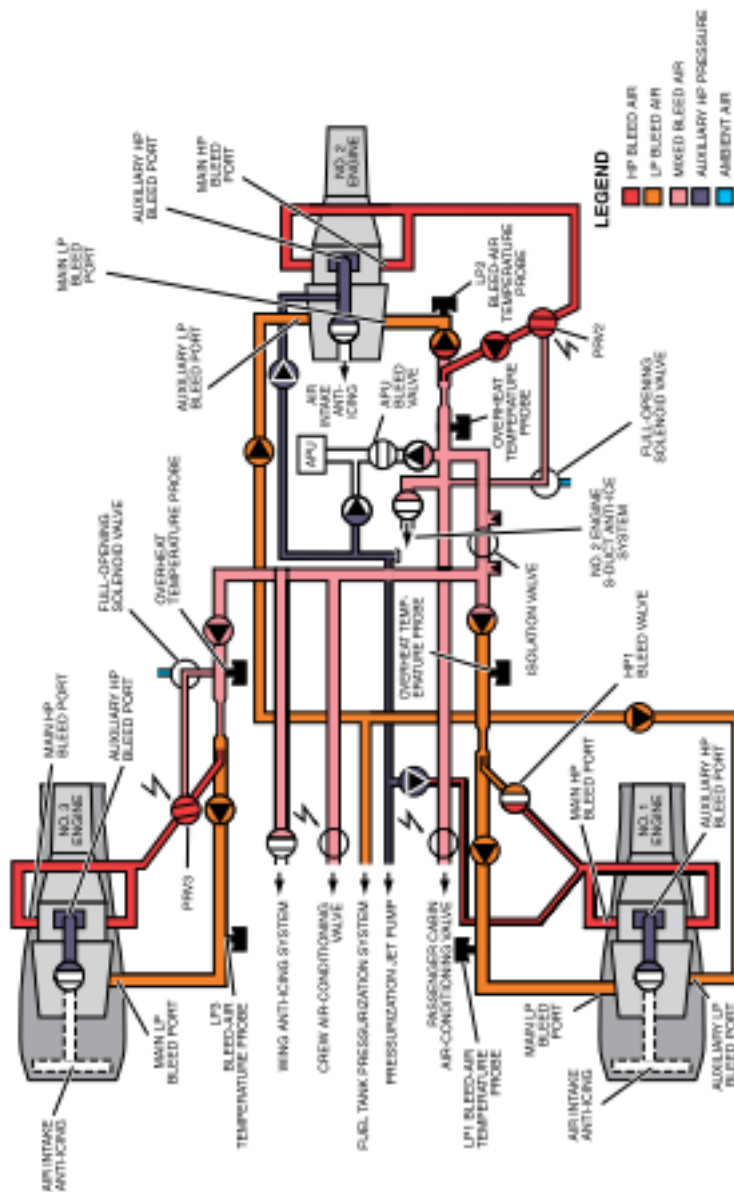 AIR INTAKE
ANTI-ICING
MAIN LP
BLEED PORT
LP3
BLEED-AIR
TEMPERATURE PROBE
MAIN HP
BLEED PORT
AUXILIARY HP
BLEED PORT
NO. 3
ENGINE
PRV3
FULL-OPENING
SOLENOID VALVE
OVERHEAT
TEMPERATURE PROBE
WING ANTI-ICING SYSTEM
CREW AIR-CONDITIONING
VALVE
FUEL TANK PRESSURIZATION SYSTEM
PRESSURIZATION JET PUMP
PASSENGER CABIN
AIR-CONDITIONING VALVE
LP1 BLEED-AIR
TEMPERATURE
PROBE
MAIN LP
BLEED PORT
AIR INTAKE
ANTI-ICING
AUXILIARY LP
BLEED PORT
NO. 1
ENGINE
MAIN HP
BLEED PORT
AUXILIARY HP
BLEED PORT
HP1
BLEED VALVE
OVERHEAT TEMP-
ERATURE PROBE
ISOLATION VALVE
NO. 2 ENGINE
S-DUCT ANTI-ICE
SYSTEM
APU
APU
BLEED
VALVE
AIR
INTAKE
ANTI-
ICING
AUXILIARY LP
BLEED PORT
MAIN LP
BLEED
PORT
AUXILIARY HP
BLEED PORT
MAIN HP
BLEED
PORT
NO. 2
ENGINE
LP2
BLEED-AIR
TEMPERATURE
PROBE
OVERHEAT
TEMPERATURE
PROBE
PRV2
FULL-OPENING
SOLENOID VALVE
LEGEND
HP BLEED AIR
LP BLEED AIR
MIXED BLEED AIR
AUXILIARY HP PRESSURE
AMBIENT AIR